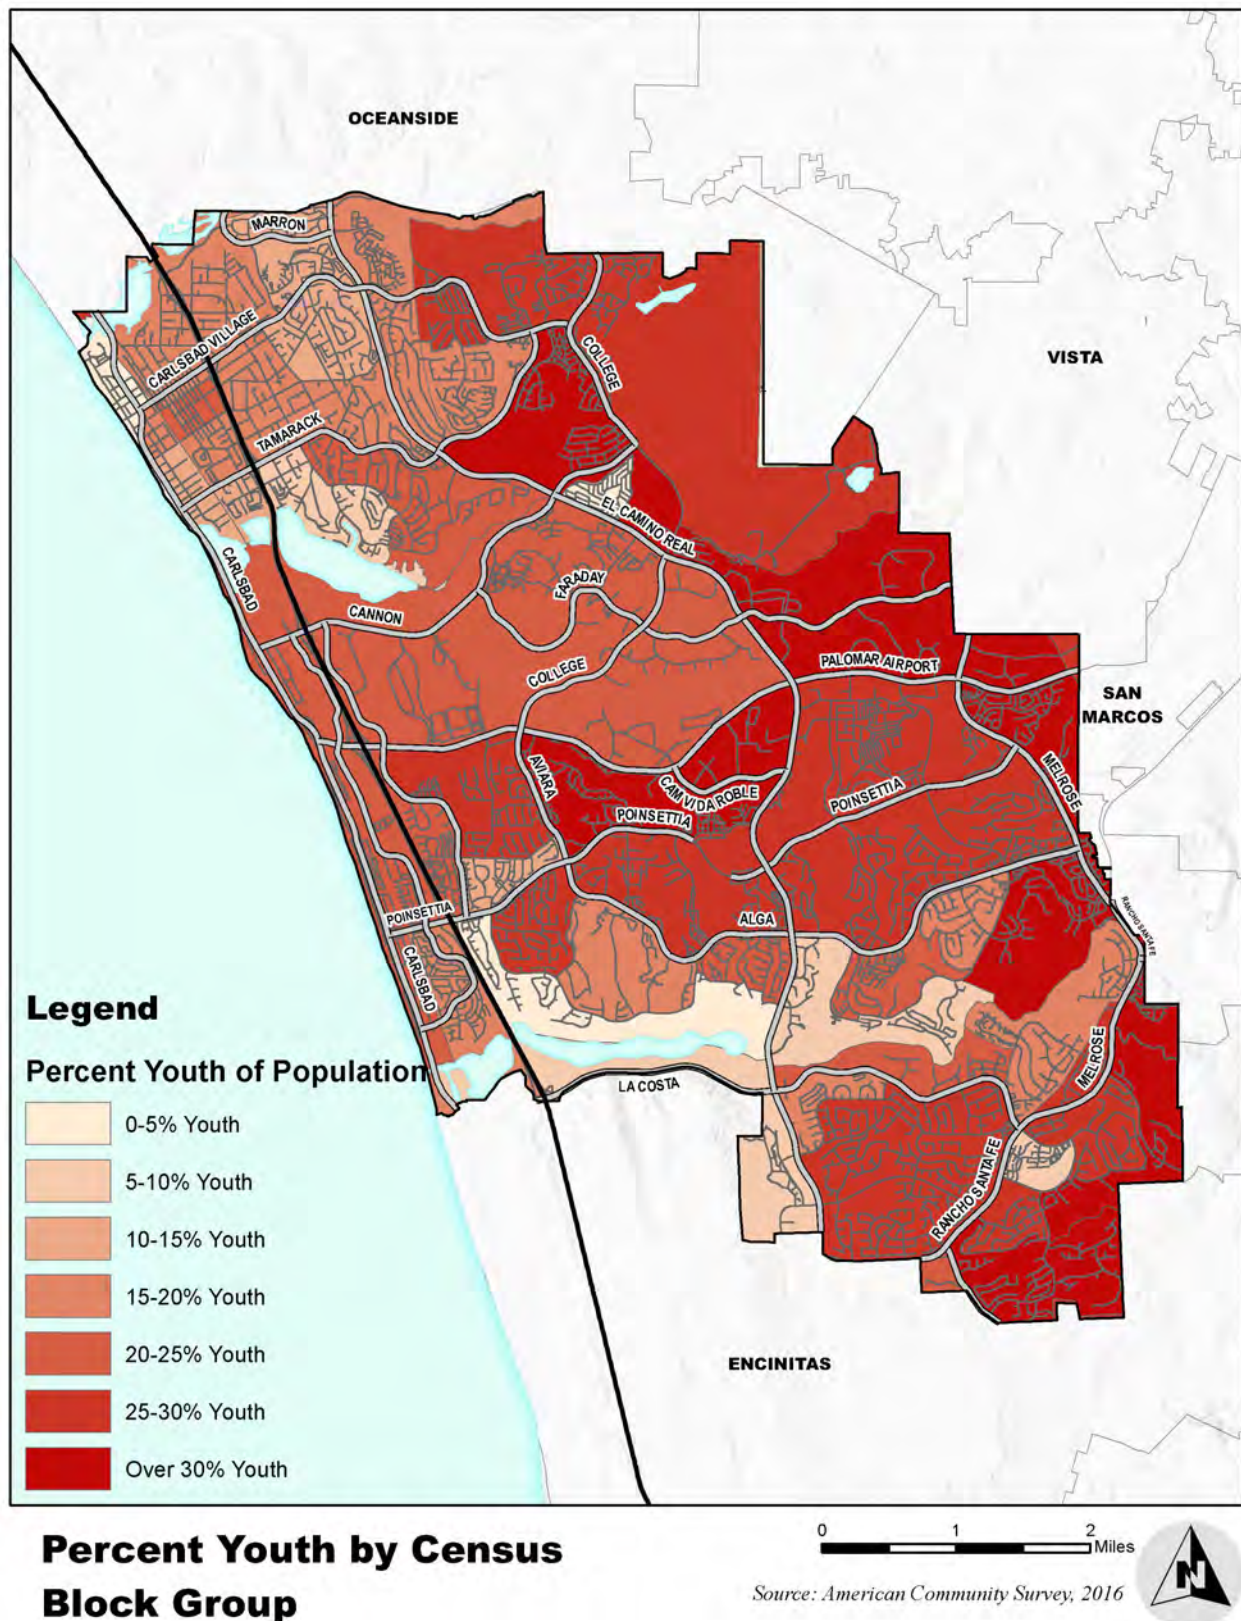 OCEANSIDE
MARRON
CARLSBAD VILLAGE
COLLEGE
VISTA
TAMARACK
EL CAMINO REAL
CARLSBAD
FARADAY
CANNON
COLLEGE
PALOMAR AIRPORT
SAN
MARCOS
AVIARA
CAM VIDA ROBLE
POINSETTIA
POINSETTIA
MELROSE
POINSETTIA
ALGA
RANCHO SANTA FE
CARLSBAD
LA COSTA
MELROSE
RANCHO SANTA FE
ENCINITAS
Legend
Percent Youth of Population
0-5% Youth
5-10% Youth
10-15% Youth
15-20% Youth
20-25% Youth
25-30% Youth
Over 30% Youth
Percent Youth by Census
Block Group
0 1 2
Miles
Source: American Community Survey, 2016
N